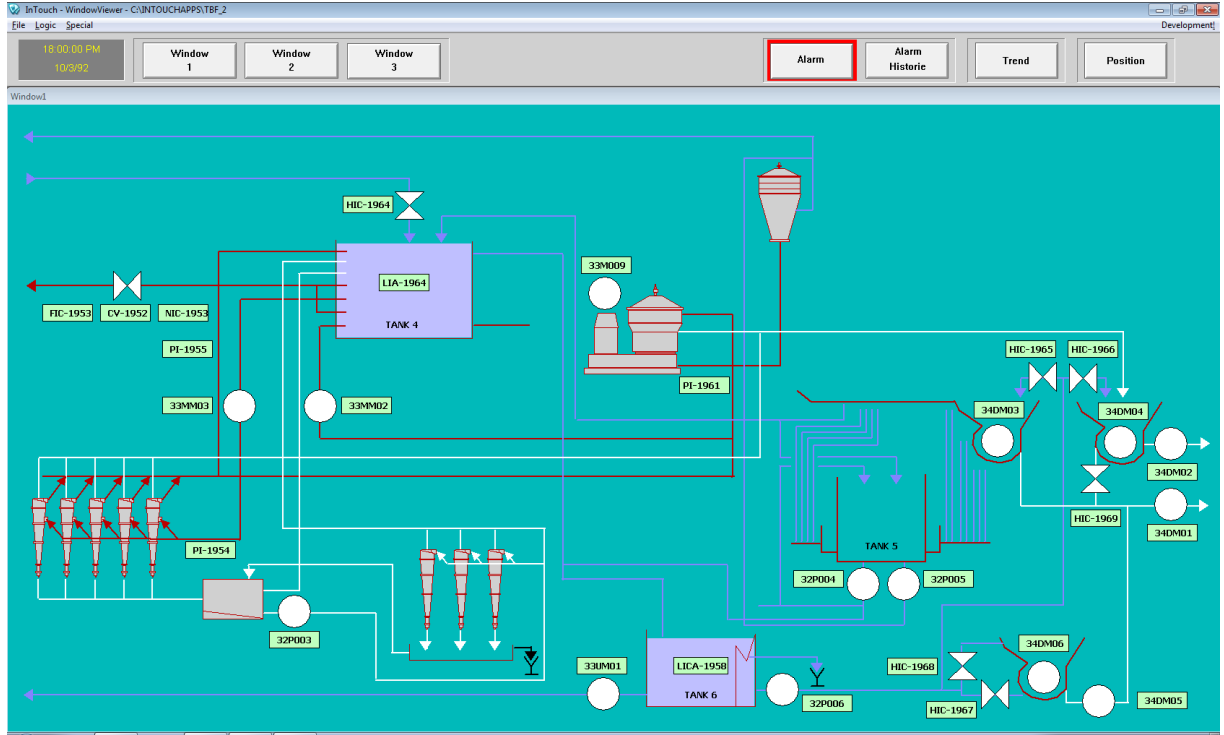 InTouch - WindowViewer - C:\INTOUCHAPPS\TBF_2
File Logic Special
Development!
18:00:00 PM
10/3/92
Window
1
Window
2
Window
3
Alarm
Alarm
Historie
Trend
Position
Window1
HIC-1964
LIA-1964
TANK 4
33M009
FIC-1953
CV-1952
NIC-1953
PI-1955
PI-1961
HIC-1965
HIC-1966
33MM03
33MM02
34DM03
34DM04
34DM02
HIC-1969
34DM01
PI-1954
TANK 5
32P004
32P005
32P003
33UM01
LICA-1958
TANK 6
32P006
HIC-1968
34DM06
HIC-1967
34DM05